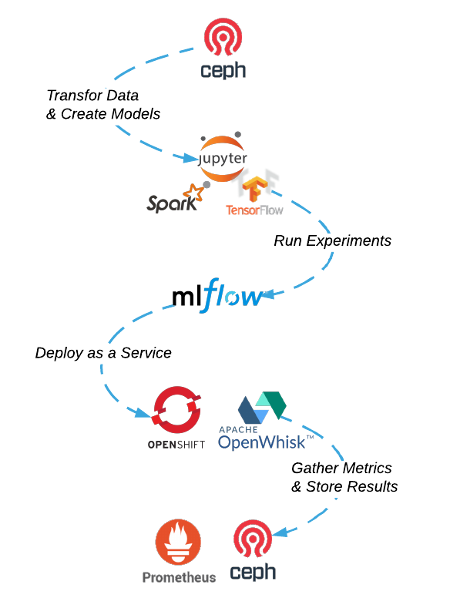 ceph
Transfor Data
& Create Models
jupyter
Spark
TensorFlow
Run Experiments
mlflow
Deploy as a Service
OPENSHIFT
APACHE
OpenWhisk™
Gather Metrics
& Store Results
Prometheus
ceph